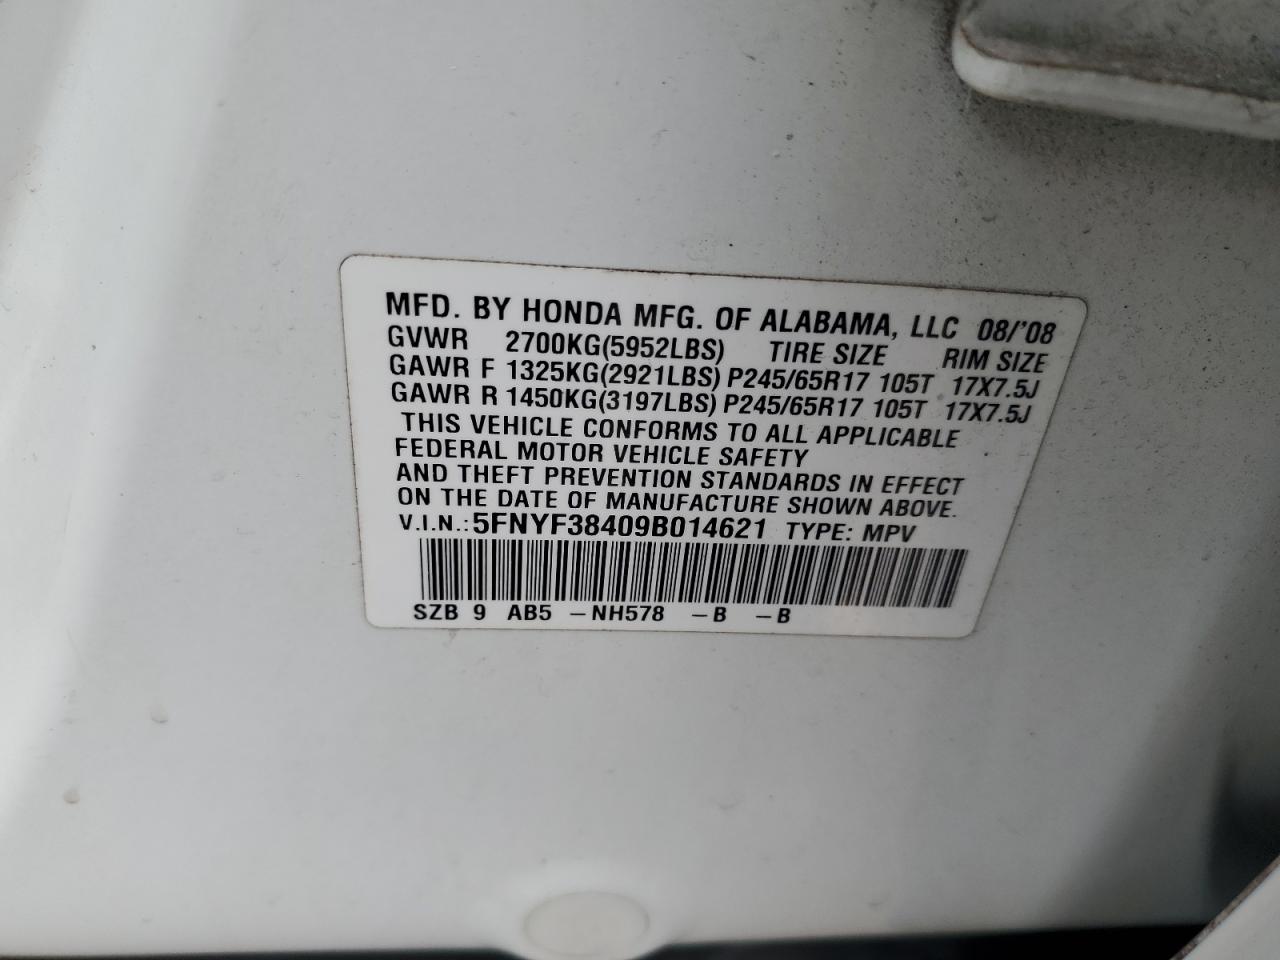 MFD. BY HONDA MFG. OF ALABAMA, LLC 08/'08
GVWR 2700KG(5952LBS) TIRE SIZE RIM SIZE
GAWR F 1325KG(2921LBS) P245/65R17 105T 17X7.5J
GAWR R 1450KG(3197LBS) P245/65R17 105T 17X7.5J
THIS VEHICLE CONFORMS TO ALL APPLICABLE
FEDERAL MOTOR VEHICLE SAFETY
AND THEFT PREVENTION STANDARDS IN EFFECT
ON THE DATE OF MANUFACTURE SHOWN ABOVE.
V.I.N.: 5FNYF38409B014621 TYPE: MPV
SZB 9 AB5 – NH578 – B – B